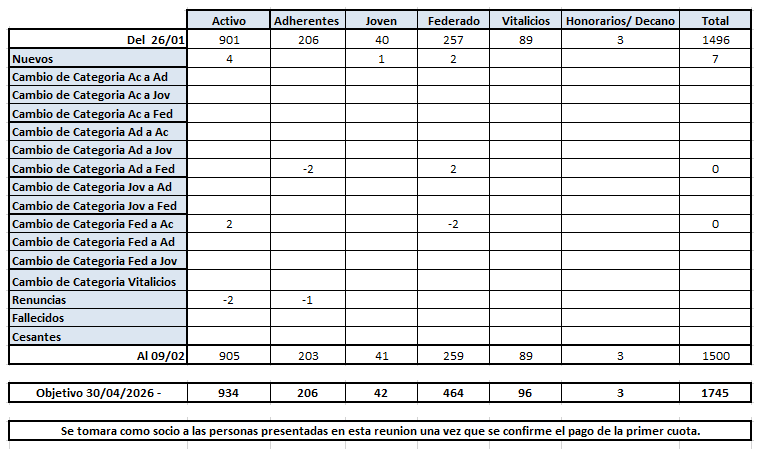 Activo Adherentes Joven Federado Vitalicios Honorarios/ Decano Total
Del 26/01 901 206 40 257 89 3 1496
Nuevos 4 1 2 7
Cambio de Categoria Ac a Ad
Cambio de Categoria Ac a Jov
Cambio de Categoria Ac a Fed
Cambio de Categoria Ad a Ac
Cambio de Categoria Ad a Jov
Cambio de Categoria Ad a Fed -2 2 0
Cambio de Categoria Jov a Ad
Cambio de Categoria Jov a Fed
Cambio de Categoria Fed a Ac 2 -2 0
Cambio de Categoria Fed a Ad
Cambio de Categoria Fed a Jov
Cambio de Categoria Vitalicios
Renuncias -2 -1
Fallecidos
Cesantes
Al 09/02 905 203 41 259 89 3 1500
Objetivo 30/04/2026 - 934 206 42 464 96 3 1745
Se tomara como socio a las personas presentadas en esta reunion una vez que se confirme el pago de la primer cuota.